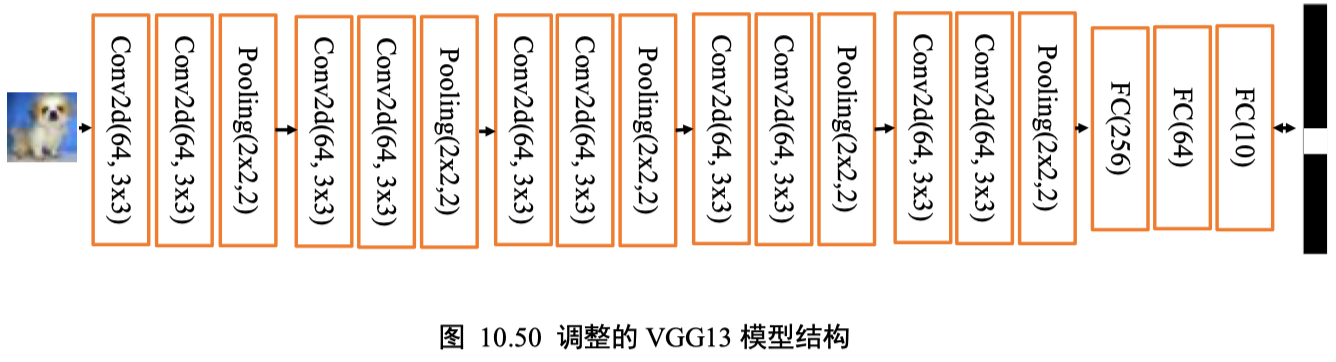 Conv2d(64, 3x3)
Conv2d(64, 3x3)
Pooling(2x2,2)
Conv2d(64, 3x3)
Conv2d(64, 3x3)
Pooling(2x2,2)
Conv2d(64, 3x3)
Conv2d(64, 3x3)
Pooling(2x2,2)
Conv2d(64, 3x3)
Conv2d(64, 3x3)
Pooling(2x2,2)
Conv2d(64, 3x3)
Conv2d(64, 3x3)
Pooling(2x2,2)
FC(256)
FC(64)
FC(10)
图 10.50 调整的 VGG13 模型结构